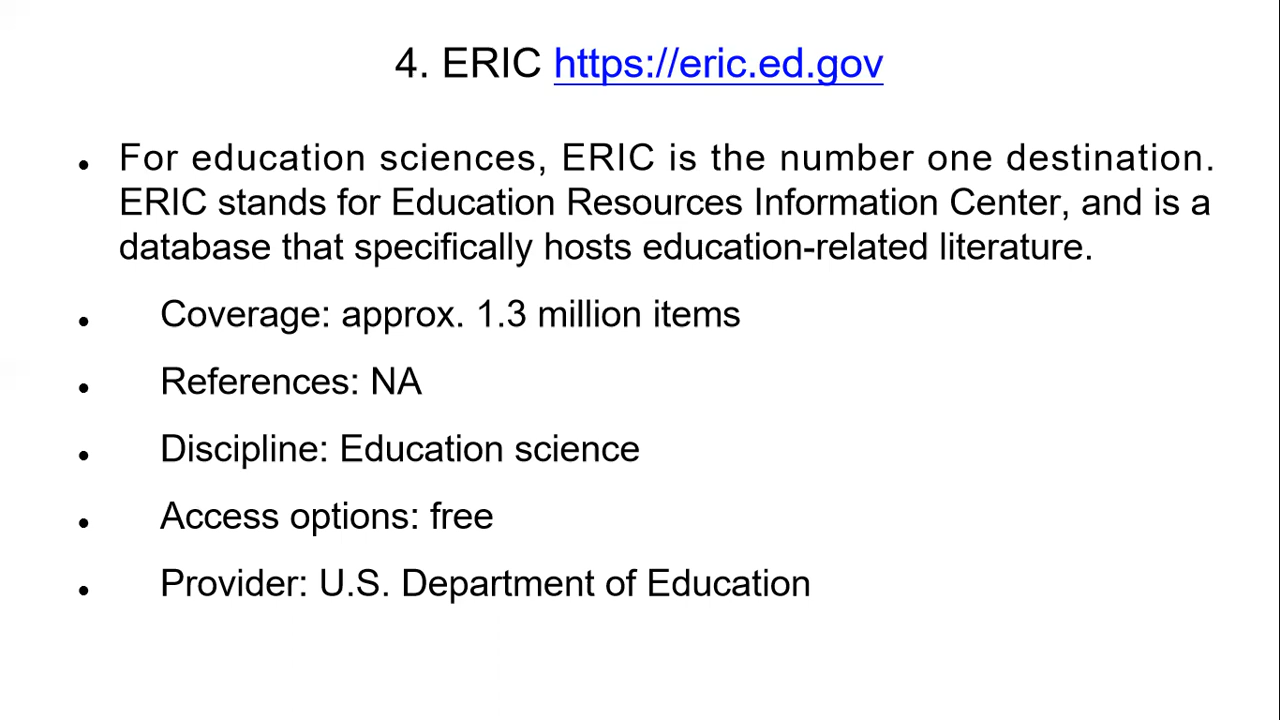 4. ERIC https://eric.ed.gov
• For education sciences, ERIC is the number one destination.
ERIC stands for Education Resources Information Center, and is a
database that specifically hosts education-related literature.
• Coverage: approx. 1.3 million items
• References: NA
• Discipline: Education science
• Access options: free
• Provider: U.S. Department of Education